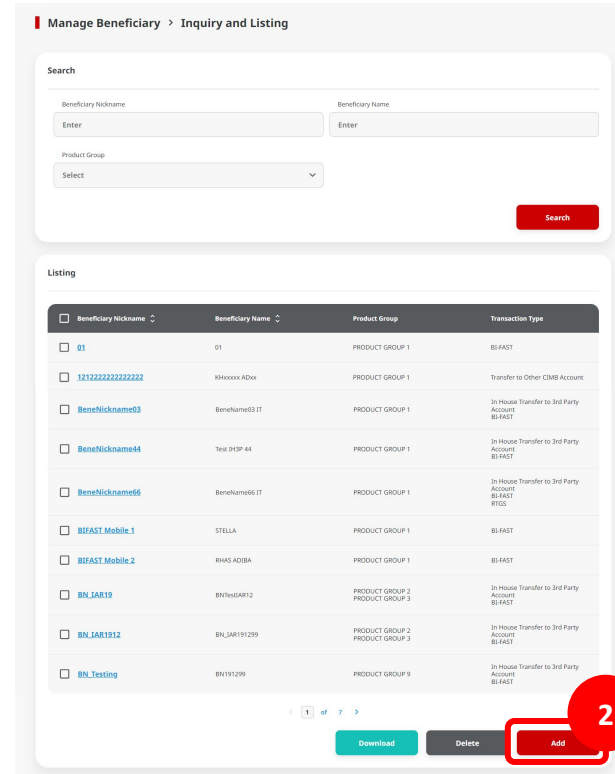 Manage Beneficiary > Inquiry and Listing
Search
Beneficiary Nickname Beneficiary Name
Enter Enter
Product Group
Select
Search
Listing
Beneficiary Nickname Beneficiary Name Product Group Transaction Type
01 01 PRODUCT GROUP 1 BI-FAST
1212222222222222 KHxxxxx ADxx PRODUCT GROUP 1 Transfer to Other CIMB Account
BeneNickname03 BeneName03 IT PRODUCT GROUP 1 In House Transfer to 3rd Party
Account
BI-FAST
BeneNickname44 Test IH3P 44 PRODUCT GROUP 1 In House Transfer to 3rd Party
Account
BI-FAST
BeneNickname66 BeneName66 IT PRODUCT GROUP 1 In House Transfer to 3rd Party
Account
BI-FAST
RTGS
BIFAST Mobile 1 STELLA PRODUCT GROUP 1 BI-FAST
BIFAST Mobile 2 RHAS ADIBA PRODUCT GROUP 1 BI-FAST
BN_IAR19 BNTestIAR12 PRODUCT GROUP 2 In House Transfer to 3rd Party
PRODUCT GROUP 3 Account
BI-FAST
BN_IAR1912 BN_IAR191299 PRODUCT GROUP 2 In House Transfer to 3rd Party
PRODUCT GROUP 3 Account
BI-FAST
BN_Testing BN191299 PRODUCT GROUP 9 In House Transfer to 3rd Party
Account
BI-FAST
< 1 of 7 >
2
Download Delete Add